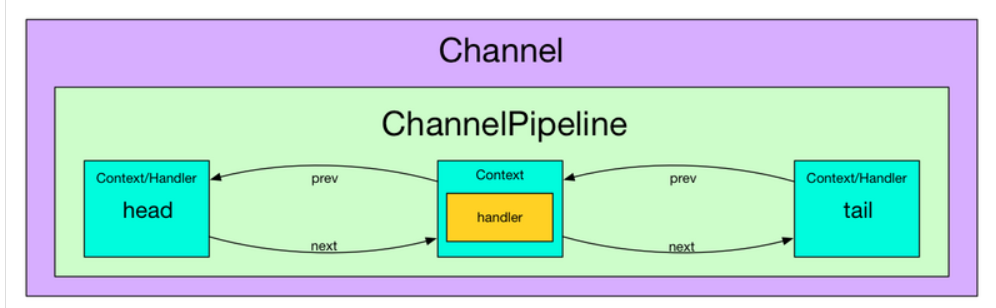 Channel
ChannelPipeline
Context/Handler
head
prev
next
Context
handler
prev
next
Context/Handler
tail